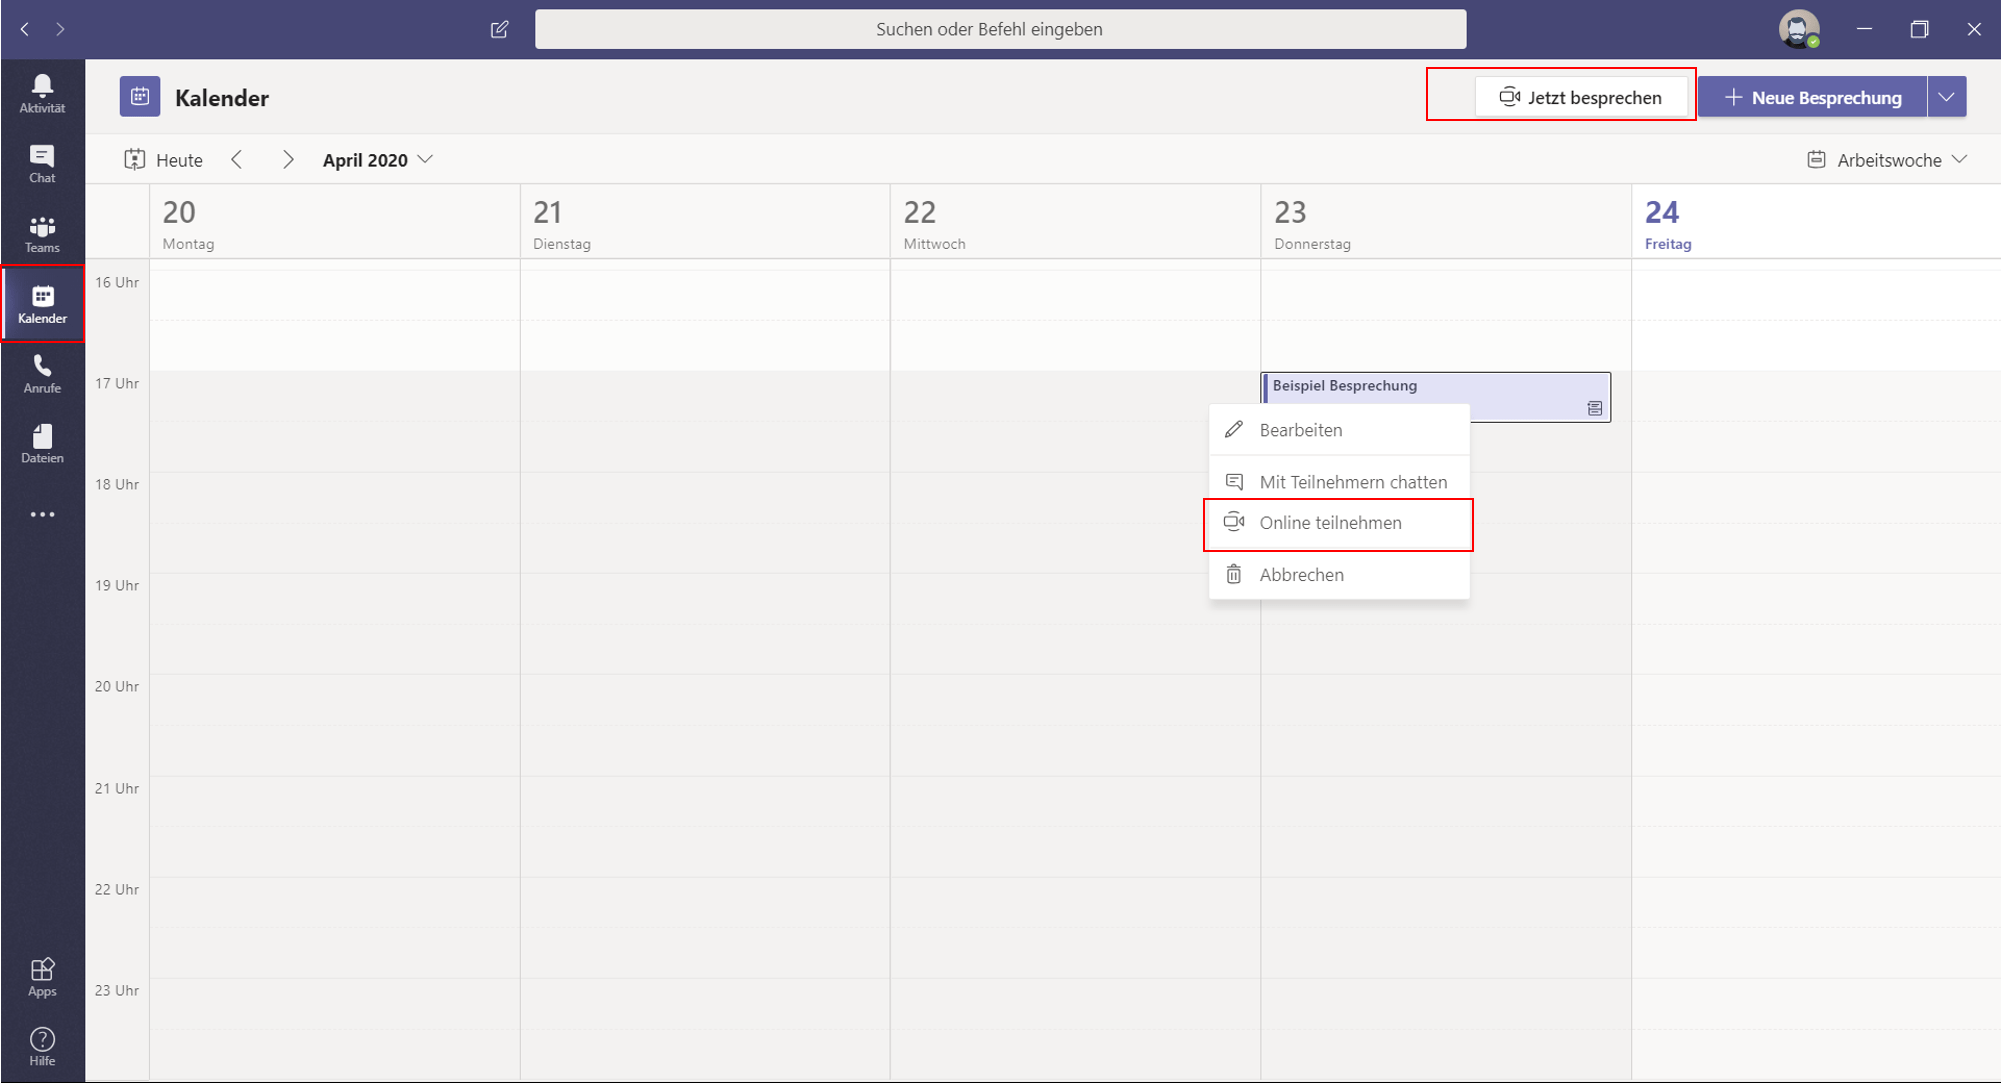 Suchen oder Befehl eingeben
Aktivität
Chat
Teams
Kalender
Anrufe
Dateien
Apps
Hilfe
Kalender
Jetzt besprechen
Neue Besprechung
Heute
April 2020
Arbeitswoche
20
Montag
21
Dienstag
22
Mittwoch
23
Donnerstag
24
Freitag
16 Uhr
17 Uhr
18 Uhr
19 Uhr
20 Uhr
21 Uhr
22 Uhr
23 Uhr
Beispiel Besprechung
Bearbeiten
Mit Teilnehmern chatten
Online teilnehmen
Abbrechen